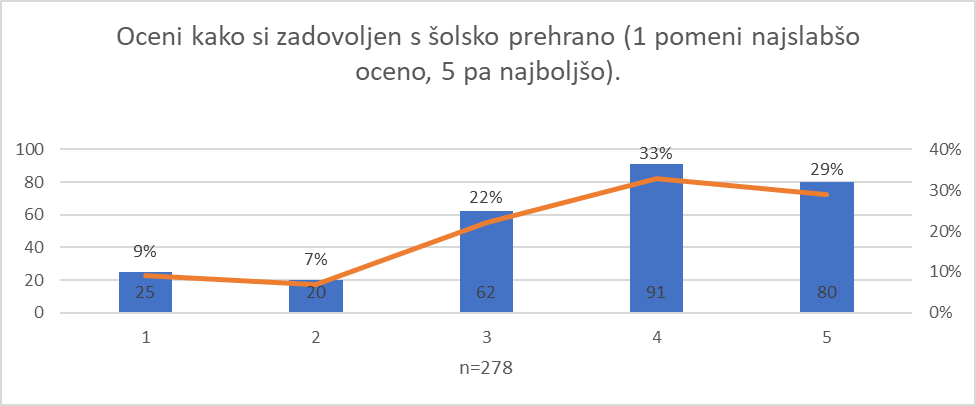 Oceni kako si zadovoljen s šolsko prehrano (1 pomeni najslabšo
oceno, 5 pa najboljšo).
100 40%
80 30%
60 20%
40 10%
20 0%
0
9% 7% 22% 33% 29%
25 20 62 91 80
1 2 3 4 5
n=278